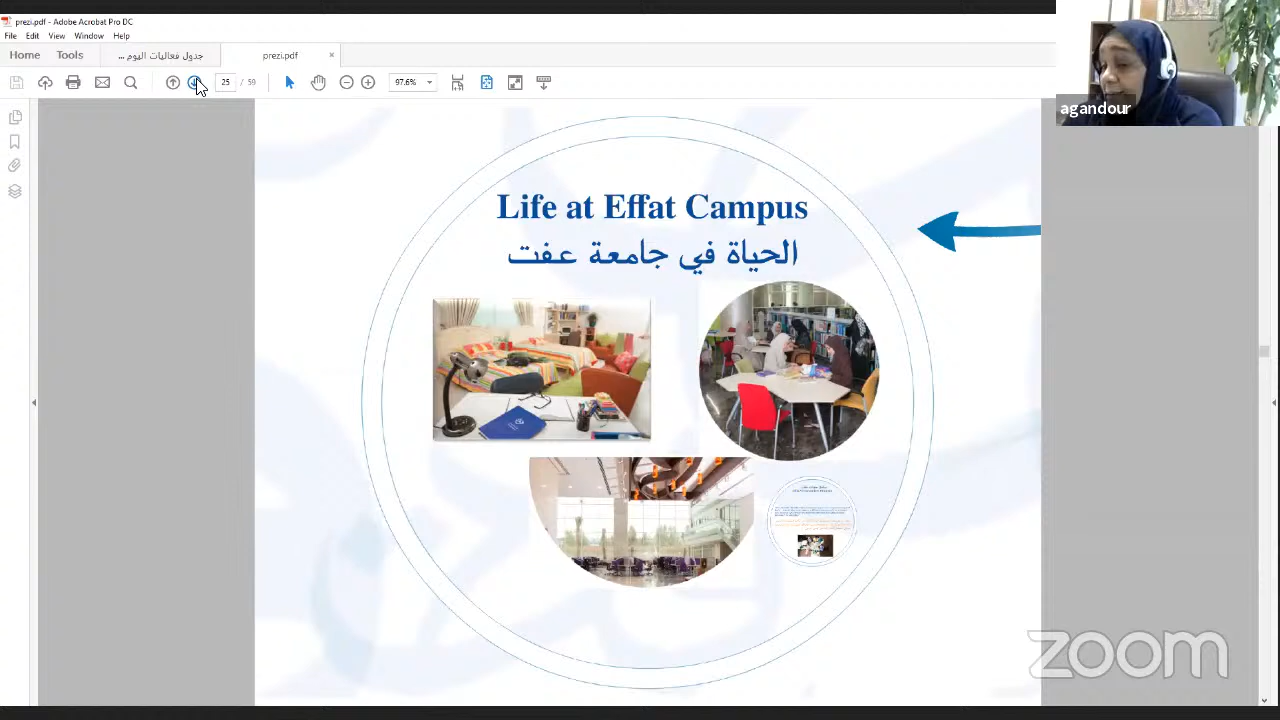 prezi.pdf - Adobe Acrobat Pro DC
File Edit View Window Help
Home Tools جدول فعاليات اليوم ... prezi.pdf ×
25 / 59 97.6%
agandour
Life at Effat Campus
الحياة في جامعة عفت
zoom